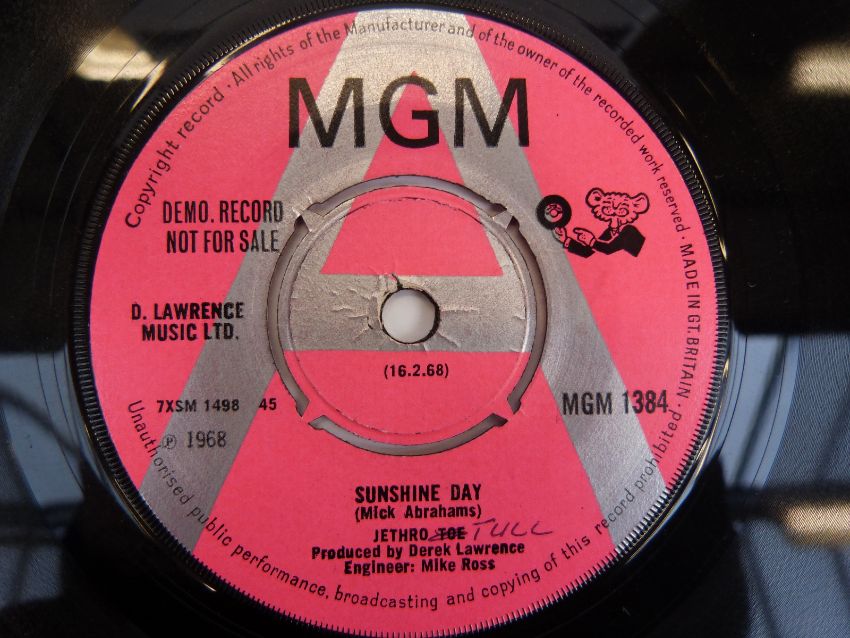 Copyright record · All rights of the Manufacturer and of the owner of the recorded work reserved · MADE IN GT. BRITAIN ·
MGM
DEMO. RECORD
NOT FOR SALE
D. LAWRENCE
MUSIC LTD.
(16.2.68)
7XSM 1498 45
MGM 1384
℗ 1968
SUNSHINE DAY
(Mick Abrahams)
JETHRO TOE TULL
Produced by Derek Lawrence
Engineer: Mike Ross
Unauthorised public performance, broadcasting and copying of this record prohibited ·